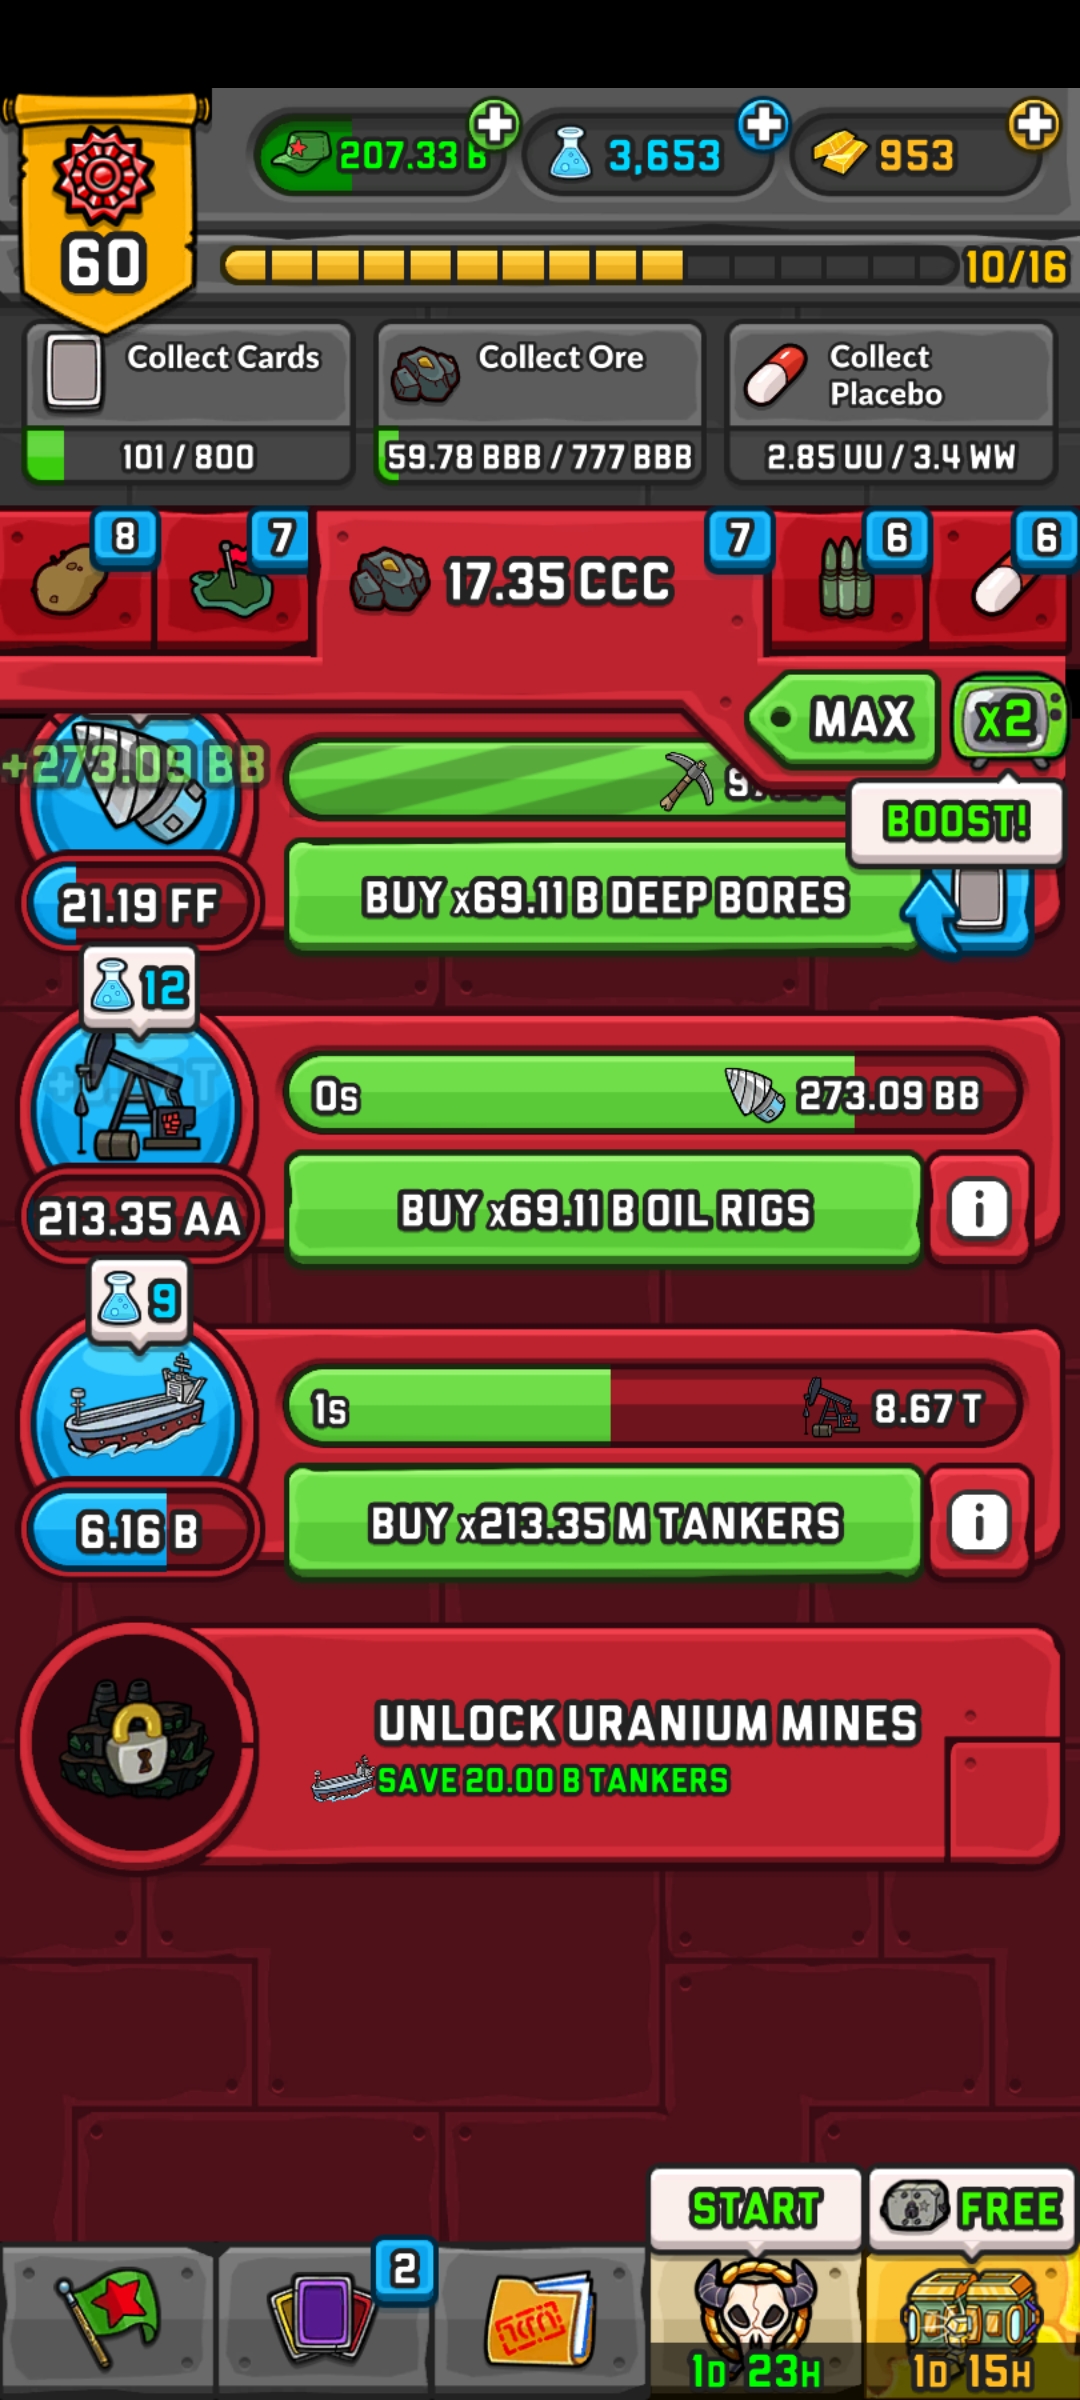 207.33 B
3,653
953
60
10/16
Collect Cards
Collect Ore
Collect
Placebo
101 / 800
59.78 BBB / 777 BBB
2.85 UU / 3.4 WW
8
7
17.35 CCC
7
6
6
MAX
x2
+273.09 BB
BOOST!
BUY x69.11 B DEEP BORES
21.19 FF
12
0s
273.09 BB
BUY x69.11 B OIL RIGS
i
213.35 AA
9
1s
8.67 T
BUY x213.35 M TANKERS
i
6.16 B
UNLOCK URANIUM MINES
SAVE 20.00 B TANKERS
START
FREE
2
1D 23H
1D 15H